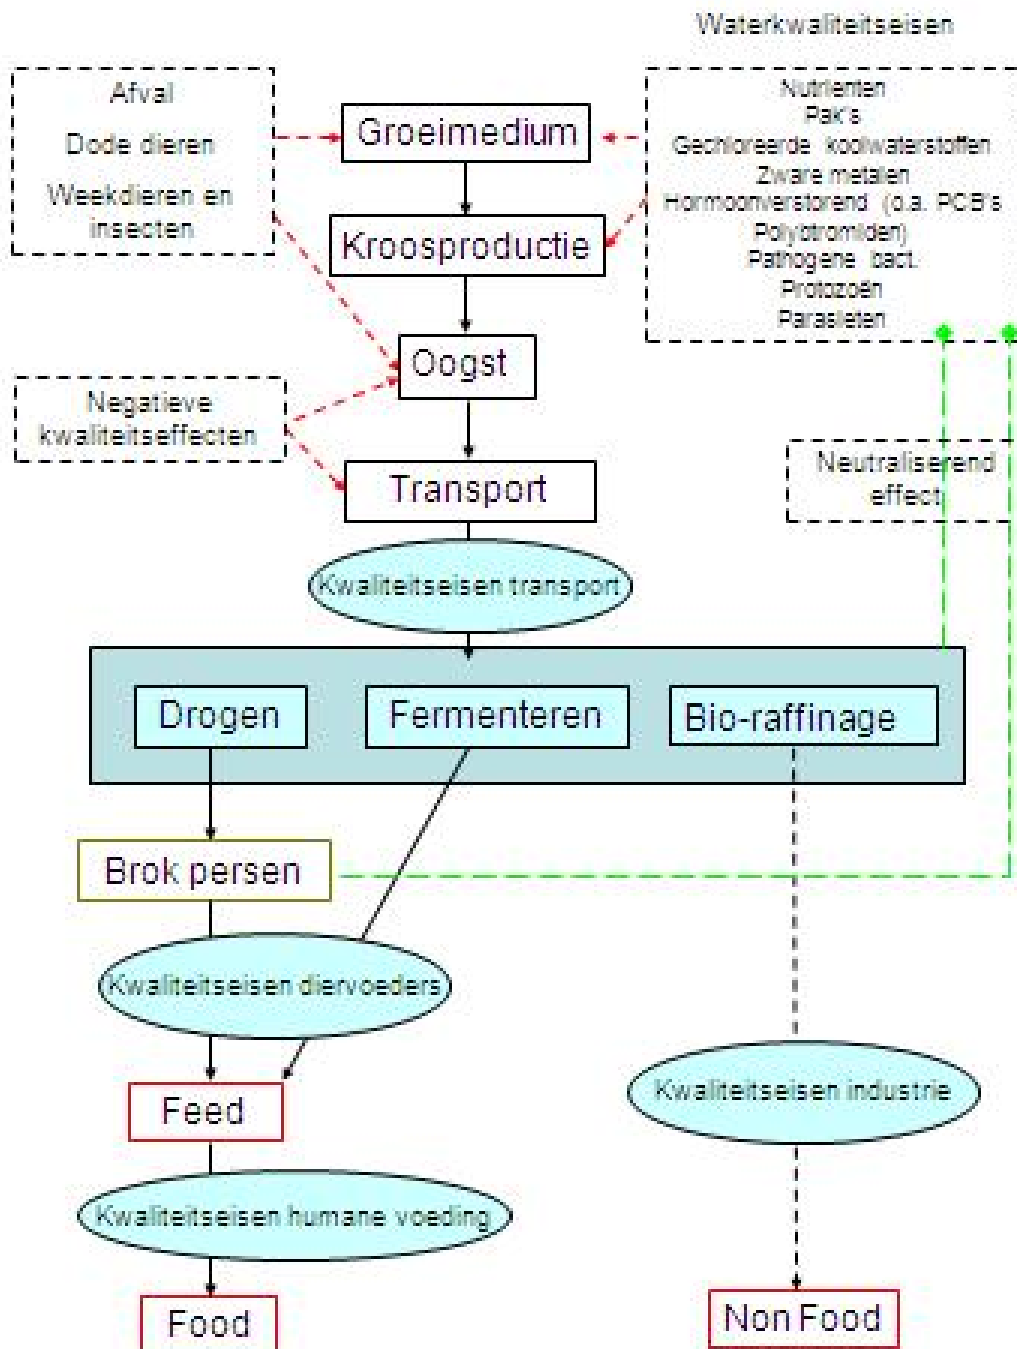 Waterkwaliteitseisen
Afval
Dode dieren
Weekdieren en
insecten
Groeimedium
Nutriënten
Pak's
Gechloreerde koolwaterstoffen
Zware metalen
Hormoonverstorend (o.a. PCB's
Polybtromiden)
Pathogene bact.
Protozoën
Parasieten
Kroosproductie
Oogst
Negatieve
kwaliteitseffecten
Neutraliserend
effect
Transport
Kwaliteitseisen transport
Drogen
Fermenteren
Bio-raffinage
Brok persen
Kwaliteitseisen diervoeders
Feed
Kwaliteitseisen industrie
Kwaliteitseisen humane voeding
Food
Non Food